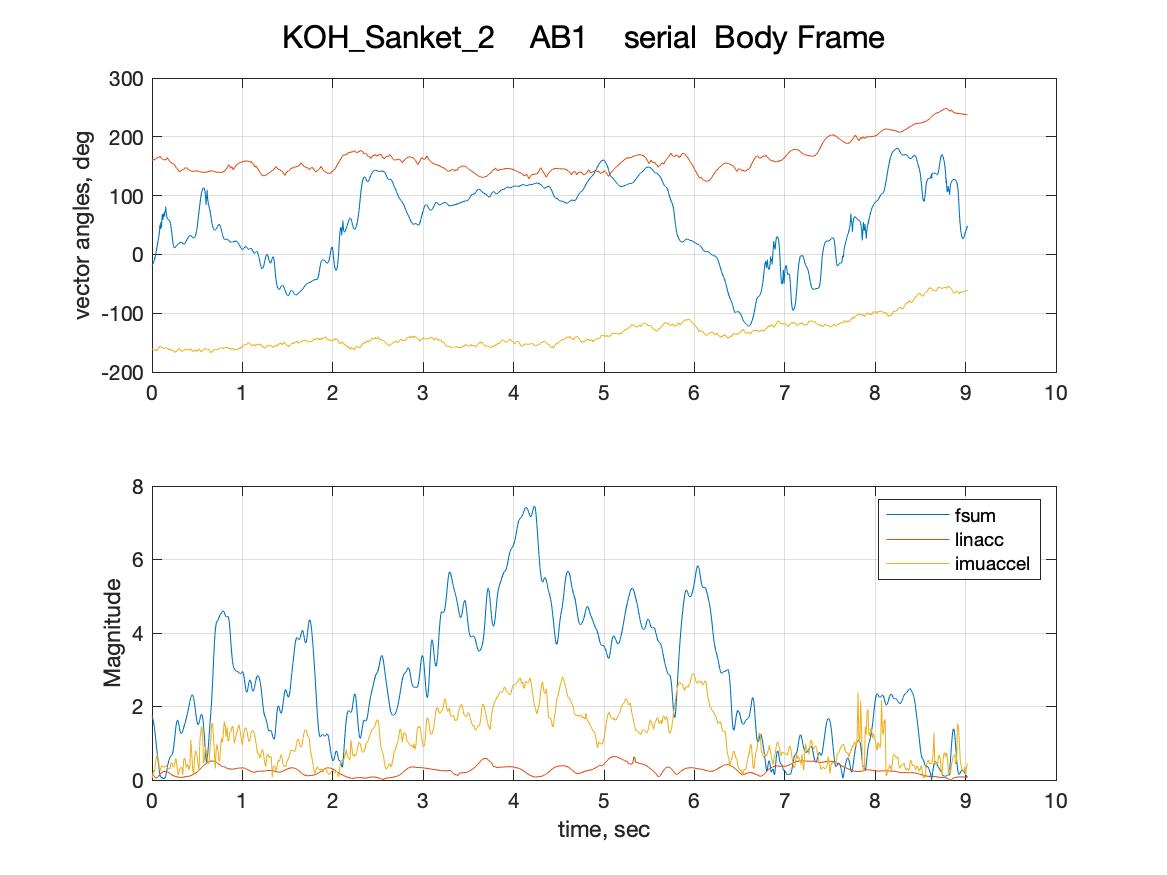 KOH_Sanket_2 AB1 serial Body Frame
300
200
100
0
-100
-200
vector angles, deg
0 1 2 3 4 5 6 7 8 9 10
8
6
4
2
0
Magnitude
fsum
linacc
imuaccel
0 1 2 3 4 5 6 7 8 9 10
time, sec